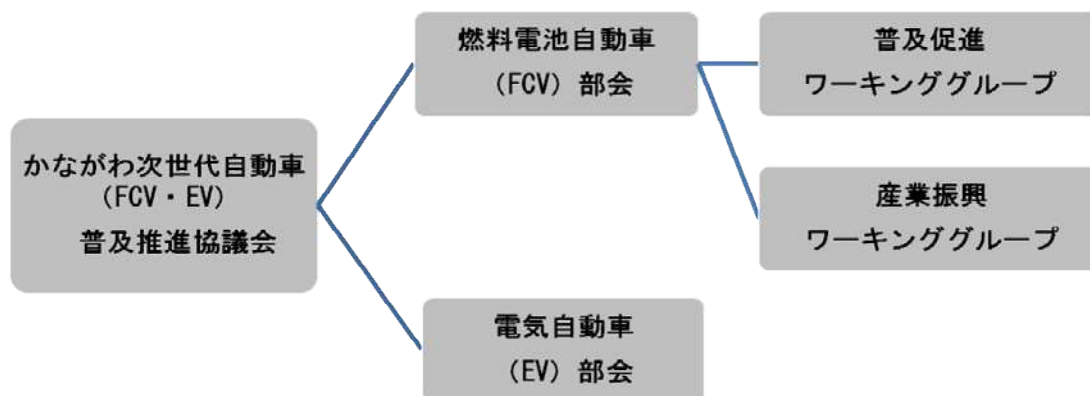 かながわ次世代自動車
（FCV・EV）
普及推進協議会
燃料電池自動車
（FCV）部会
普及促進
ワーキンググループ
産業振興
ワーキンググループ
電気自動車
（EV）部会